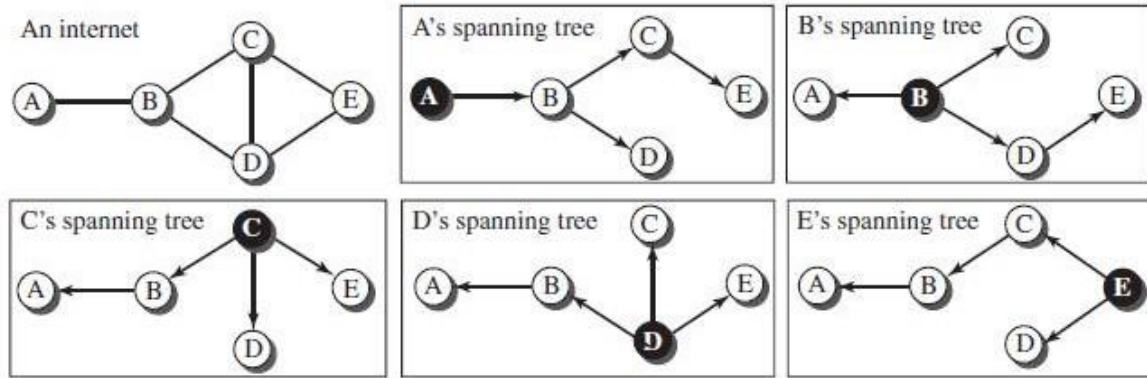 An internet
C
A
B
E
D
A's spanning tree
C
A
B
E
D
B's spanning tree
C
A
B
E
D
C's spanning tree
C
A
B
E
D
D's spanning tree
C
A
B
E
D
E's spanning tree
C
A
B
E
D